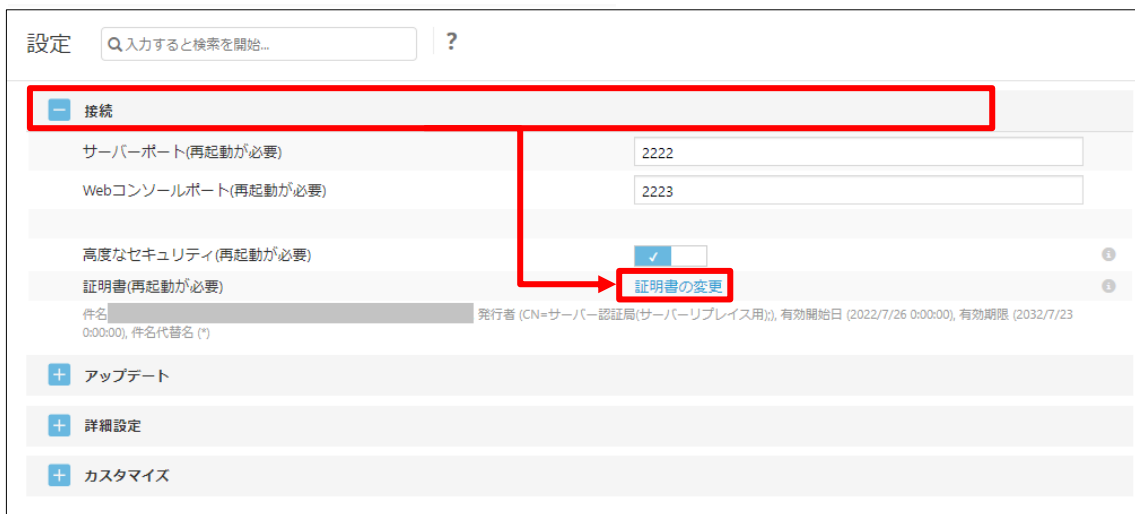 設定
入力すると検索を開始...
?
接続
サーバーポート(再起動が必要)
2222
Webコンソールポート(再起動が必要)
2223
高度なセキュリティ(再起動が必要)
証明書(再起動が必要)
証明書の変更
件名 発行者 (CN=サーバー認証局(サーバーリプレイス用);), 有効開始日 (2022/7/26 0:00:00), 有効期限 (2032/7/23
0:00:00), 件名代替名 (*)
アップデート
詳細設定
カスタマイズ